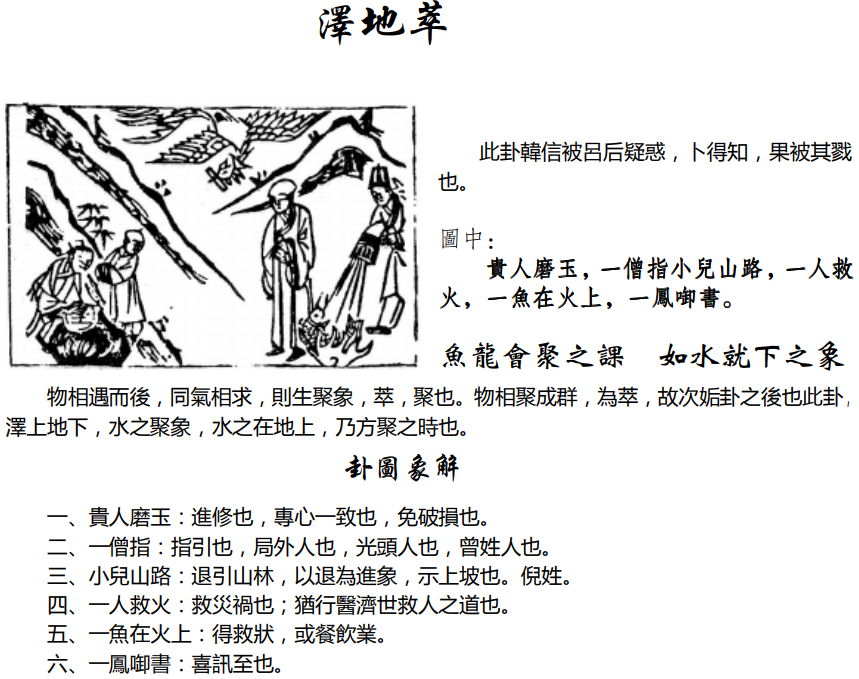 澤地萃
此卦韓信被呂后疑惑，卜得知，果被其戮
也。
圖中：
貴人磨玉，一僧指小兒山路，一人救
火，一魚在火上，一鳳啣書。
魚龍會聚之課　如水就下之象
物相遇而後，同氣相求，則生聚象，萃，聚也。物相聚成群，為萃，故次姤卦之後也此卦，
澤上地下，水之聚象，水之在地上，乃方聚之時也。
卦圖象解
一、貴人磨玉：進修也，專心一致也，免破損也。
二、一僧指：指引也，局外人也，光頭人也，曾姓人也。
三、小兒山路：退引山林，以退為進象，示上坡也。倪姓。
四、一人救火：救災禍也；猶行醫濟世救人之道也。
五、一魚在火上：得救狀，或餐飲業。
六、一鳳啣書：喜訊至也。